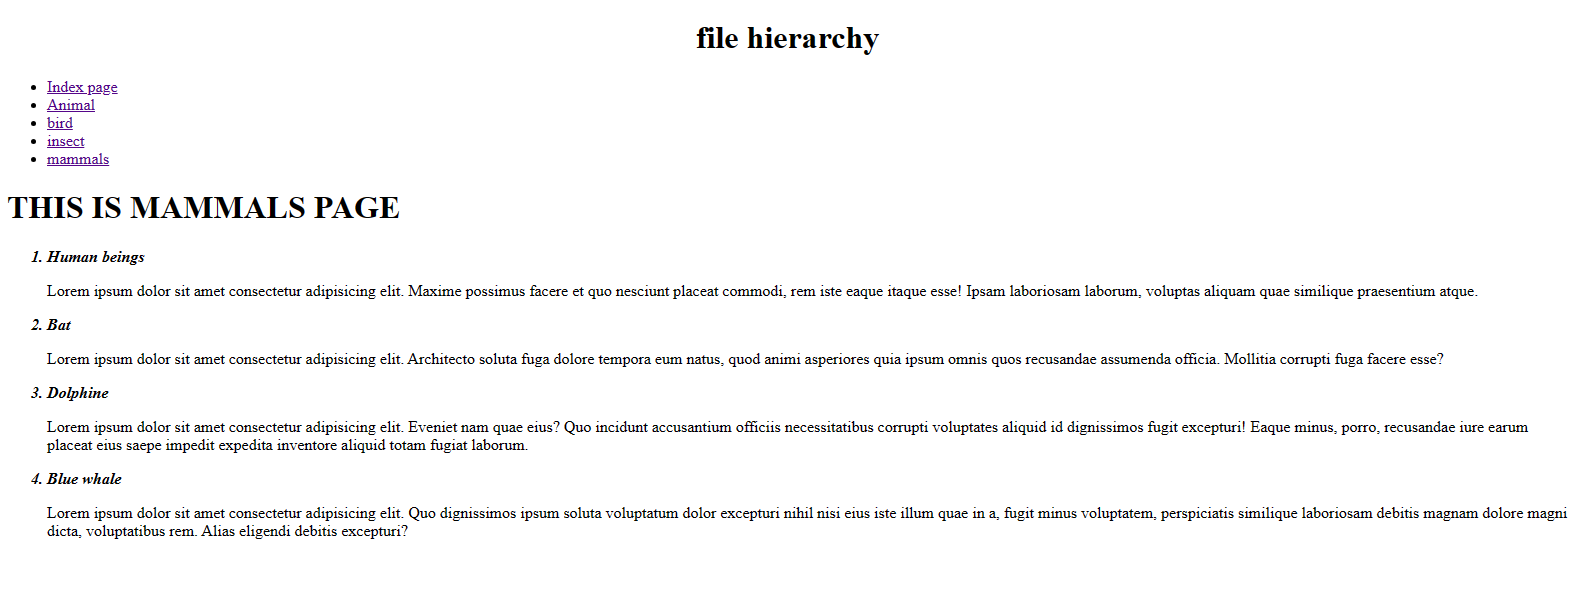 file hierarchy
Index page
Animal
bird
insect
mammals
THIS IS MAMMALS PAGE
1. Human beings
Lorem ipsum dolor sit amet consectetur adipisicing elit. Maxime possimus facere et quo nesciunt placeat commodi, rem iste eaque itaque esse! Ipsam laboriosam laborum, voluptas aliquam quae similique praesentium atque.
2. Bat
Lorem ipsum dolor sit amet consectetur adipisicing elit. Architecto soluta fuga dolore tempora eum natus, quod animi asperiores quia ipsum omnis quos recusandae assumenda officia. Mollitia corrupti fuga facere esse?
3. Dolphine
Lorem ipsum dolor sit amet consectetur adipisicing elit. Eveniet nam quae eius? Quo incidunt accusantium officiis necessitatibus corrupti voluptates aliquid id dignissimos fugit excepturi! Eaque minus, porro, recusandae iure earum
placeat eius saepe impedit expedita inventore aliquid totam fugiat laborum.
4. Blue whale
Lorem ipsum dolor sit amet consectetur adipisicing elit. Quo dignissimos ipsum soluta voluptatum dolor excepturi nihil nisi eius iste illum quae in a, fugit minus voluptatem, perspiciatis similique laboriosam debitis magnam dolore magni
dicta, voluptatibus rem. Alias eligendi debitis excepturi?